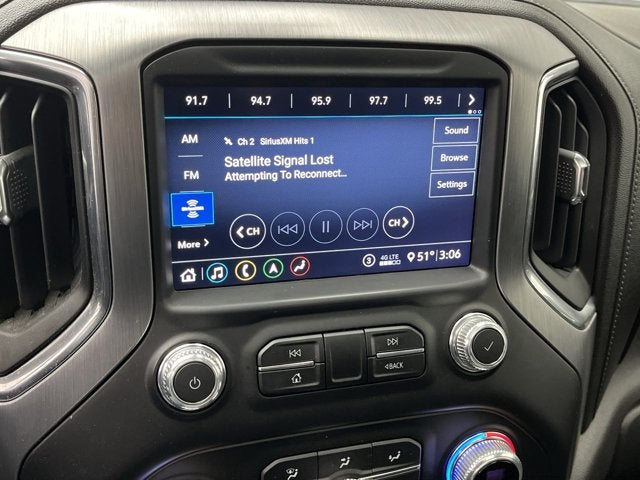 91.7 | 94.7 | 95.9 | 97.7 | 99.5
AM
Ch 2 SiriusXM Hits 1
Sound
Satellite Signal Lost
Attempting To Reconnect...
Browse
FM
Settings
More
CH
CH
3 4G LTE 51° 3:06
BACK